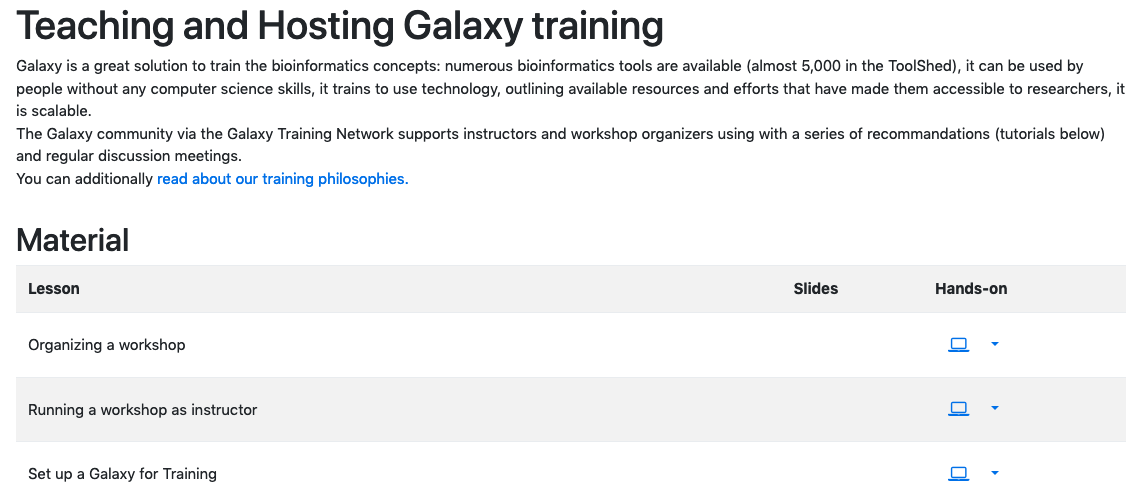 Teaching and Hosting Galaxy training
Galaxy is a great solution to train the bioinformatics concepts: numerous bioinformatics tools are available (almost 5,000 in the ToolShed), it can be used by
people without any computer science skills, it trains to use technology, outlining available resources and efforts that have made them accessible to researchers, it
is scalable.
The Galaxy community via the Galaxy Training Network supports instructors and workshop organizers using with a series of recommandations (tutorials below)
and regular discussion meetings.
You can additionally read about our training philosophies.
Material
Lesson Slides Hands-on
Organizing a workshop
Running a workshop as instructor
Set up a Galaxy for Training